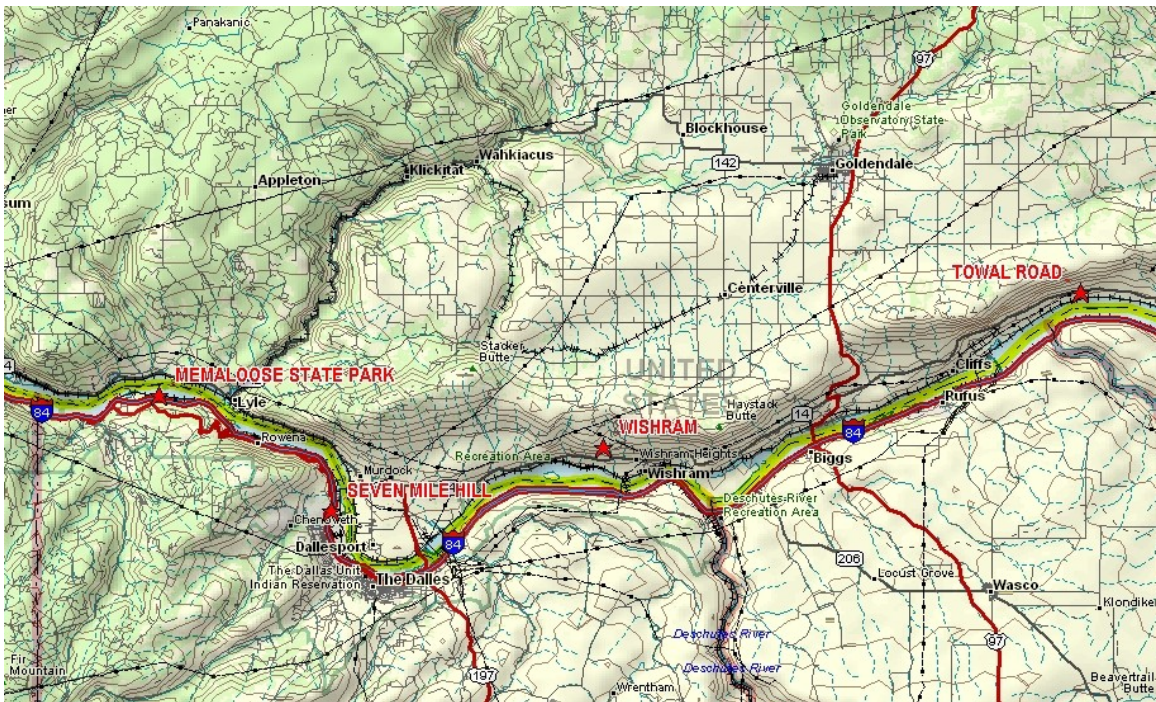 Panakanic
97
Goldendale
Observatory State
Park
Blockhouse
142
Goldendale
Wahkiacus
Klickitat
Appleton
sum
TOWAL ROAD
Centerville
Stacker
Butte
UNITED
STATE
Cliffs
MEMALOOSE STATE PARK
Lyle
84
Rufus
Haystack
Butte
14
84
WISHRAM
Rowena
Recreation Area
Wishram Heights
Biggs
Murdock
Wishram
SEVEN MILE HILL
Deschutes River
Recreation Area
Chenoweth
Dallesport
84
206
The Dallas Unit
Indian Reservation
The Dalles
Locust Grove
Wasco
Klondike
Deschutes River
97
Fir
Mountain
Deschutes River
197
Wrentham
Beavertrail
Butte